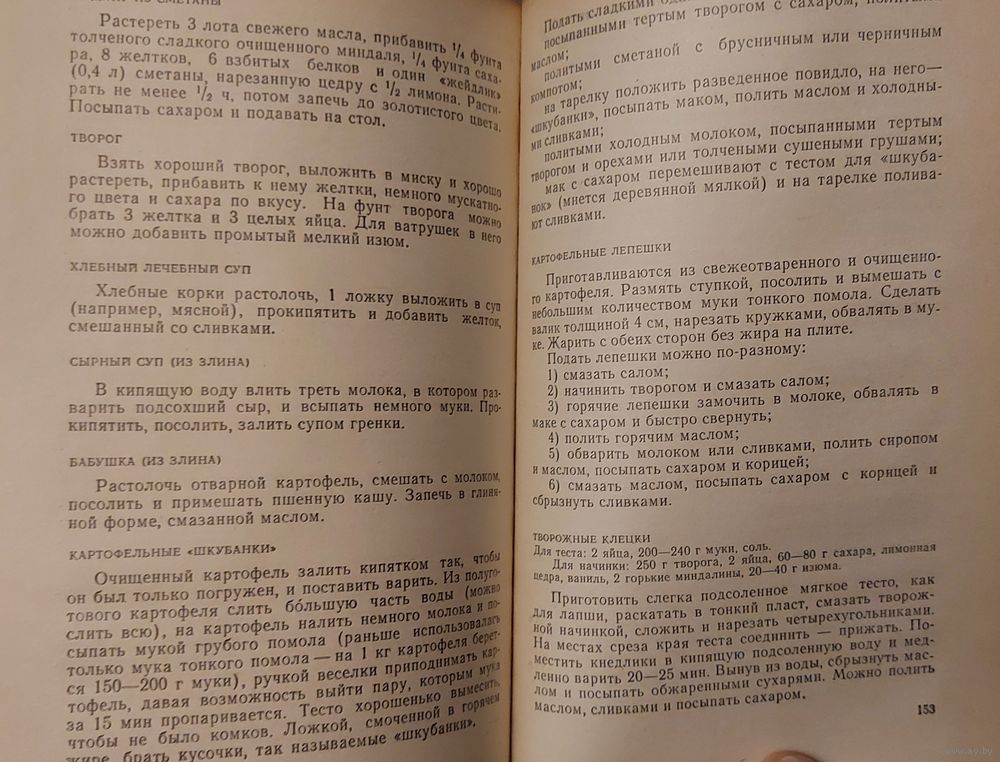 ИЗ СМЕТАНЫ
Растереть 3 лота свежего масла, прибавить ¼ фунта
толченого сладкого очищенного миндаля, ¼ фунта саха-
ра, 8 желтков, 6 взбитых белков и один «жейдлик»
(0,4 л) сметаны, нарезанную цедру с ½ лимона. Расти-
рать не менее ½ ч, потом запечь до золотистого цвета.
Посыпать сахаром и подавать на стол.
ТВОРОГ
Взять хороший творог, выложить в миску и хорошо
растереть, прибавить к нему желтки, немного мускатно-
го цвета и сахара по вкусу. На фунт творога можно
брать 3 желтка и 3 целых яйца. Для ватрушек в него
можно добавить промытый мелкий изюм.
ХЛЕБНЫЙ ЛЕЧЕБНЫЙ СУП
Хлебные корки растолочь, 1 ложку выложить в суп
(например, мясной), прокипятить и добавить желток,
смешанный со сливками.
СЫРНЫЙ СУП (ИЗ ЗЛИНА)
В кипящую воду влить треть молока, в котором раз-
варить подсохший сыр, и всыпать немного муки. Про-
кипятить, посолить, залить супом гренки.
БАБУШКА (ИЗ ЗЛИНА)
Растолочь отварной картофель, смешать с молоком,
посолить и примешать пшенную кашу. Запечь в глиня-
ной форме, смазанной маслом.
КАРТОФЕЛЬНЫЕ «ШКУБАНКИ»
Очищенный картофель залить кипятком так, чтобы
он был только погружен, и поставить варить. Из полуго-
тового картофеля слить бо́льшую часть воды (можно
слить всю), на картофель налить немного молока и по-
сыпать мукой грубого помола (раньше использовалась
только мука тонкого помола — на 1 кг картофеля берет-
ся 150—200 г муки), ручкой веселки приподнимать кар-
тофель, давая возможность выйти пару, которым мука
за 15 мин пропаривается. Тесто хорошенько вымесить,
чтобы не было комков. Ложкой, смоченной в горячем
жире, брать кусочки, так называемые «шкубанки».
Подать сладкими
посыпанными тертым творогом с сахаром, политыми
маслом;
политыми сметаной с брусничным или черничным
компотом;
на тарелку положить разведенное повидло, на него—
«шкубанки», посыпать маком, полить маслом и холодны-
ми сливками;
политыми холодным молоком, посыпанными тертым
творогом и орехами или толчеными сушеными грушами;
мак с сахаром перемешивают с тестом для «шкуба-
нок» (мнется деревянной мялкой) и на тарелке полива-
ют сливками.
КАРТОФЕЛЬНЫЕ ЛЕПЕШКИ
Приготавливаются из свежеотваренного и очищенно-
го картофеля. Размять ступкой, посолить и вымешать с
небольшим количеством муки тонкого помола. Сделать
валик толщиной 4 см, нарезать кружками, обвалять в му-
ке. Жарить с обеих сторон без жира на плите.
Подать лепешки можно по-разному:
1) смазать салом;
2) начинить творогом и смазать салом;
3) горячие лепешки замочить в молоке, обвалять в
маке с сахаром и быстро свернуть;
4) полить горячим маслом;
5) обварить молоком или сливками, полить сиропом
и маслом, посыпать сахаром и корицей;
6) смазать маслом, посыпать сахаром с корицей и
сбрызнуть сливками.
ТВОРОЖНЫЕ КЛЕЦКИ
Для теста: 2 яйца, 200—240 г муки, соль.
Для начинки: 250 г творога, 2 яйца, 60—80 г сахара, лимонная
цедра, ваниль, 2 горькие миндалины, 20—40 г изюма.
Приготовить слегка подсоленное мягкое тесто, как
для лапши, раскатать в тонкий пласт, смазать творож-
ной начинкой, сложить и нарезать четырехугольниками.
На местах среза края теста соединить — прижать. По-
местить кнедлики в кипящую подсоленную воду и мед-
ленно варить 20—25 мин. Вынув из воды, сбрызнуть мас-
лом и посыпать обжаренными сухарями. Можно полить
маслом, сливками и посыпать сахаром.
153
www.ay.by